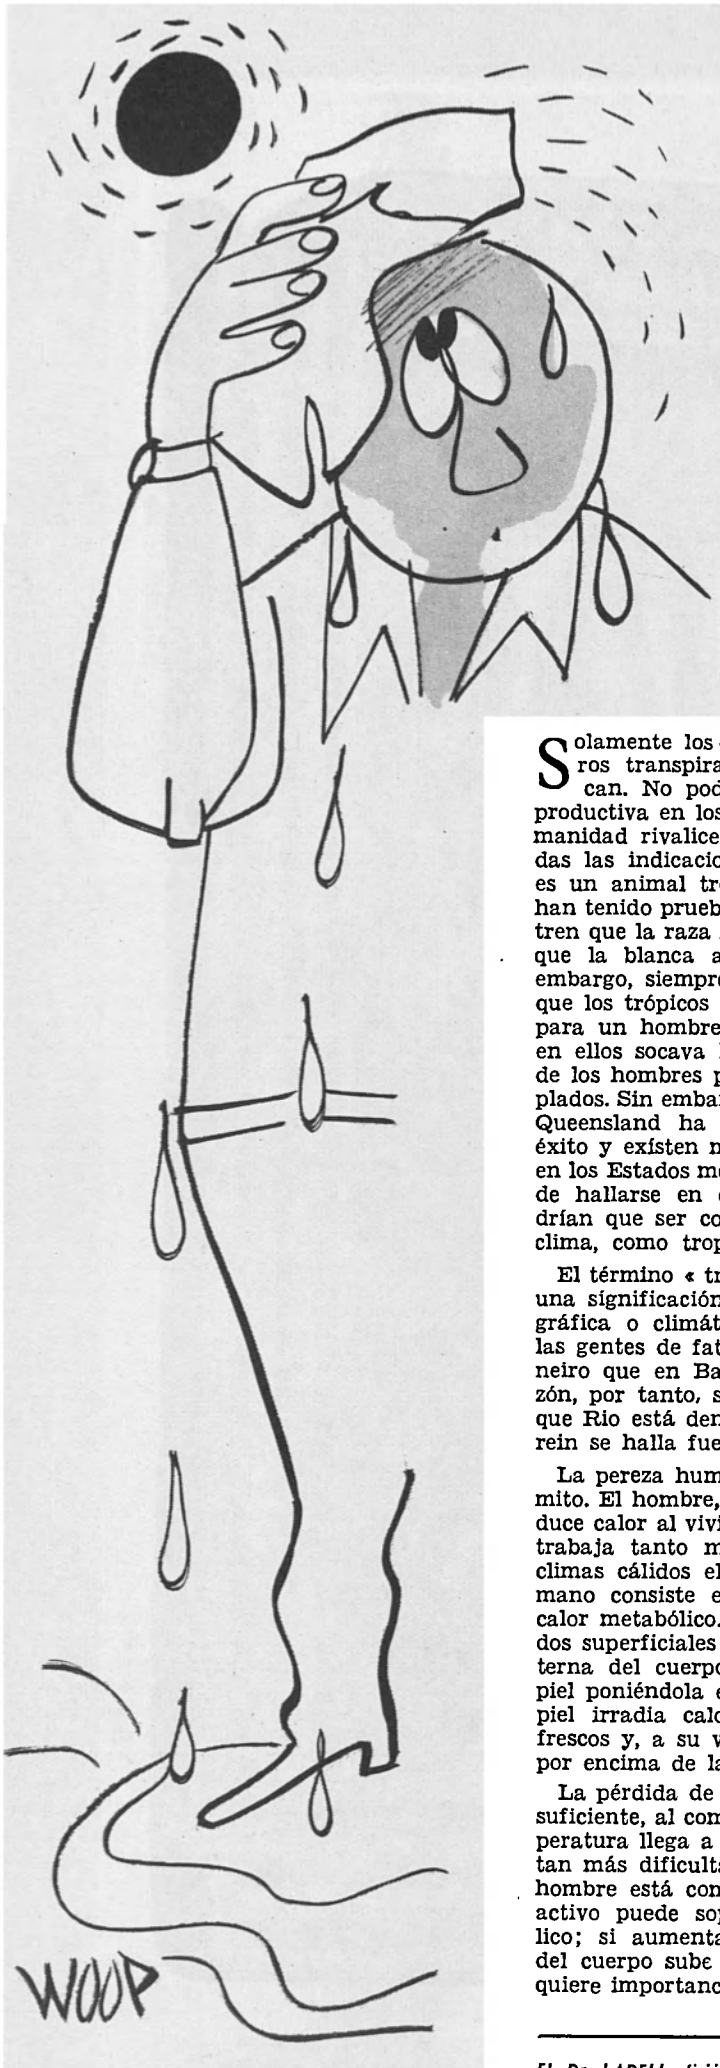 Solamente los
ros transpira
can. No pod
productiva en los
manidad rivalice
das las indicacio
es un animal tr
han tenido prueb
tren que la raza
que la blanca a
embargo, siempre
que los trópicos
para un hombre
en ellos socava
de los hombres p
plados. Sin emba
Queensland ha
éxito y exísten n
en los Estados m
de hallarse en
drían que ser co
clima, como trop
El término « tr
una significación
gráfica o climát
las gentes de fat
neiro que en Ba
zón, por tanto, s
que Rio está den
rein se halla fue
La pereza hum
mito. El hombre,
duce calor al vivi
trabaja tanto m
climas cálidos el
mano consiste e
calor metabólico.
dos superficiales
terna del cuerpo
piel poniéndola e
piel irradia calo
frescos y, a su v
por encima de la
La pérdida de
suficiente, al com
peratura llega a
tan más dificulta
hombre está con
activo puede so
lico; si aumenta
del cuerpo sube
quiere importanc
WOOP